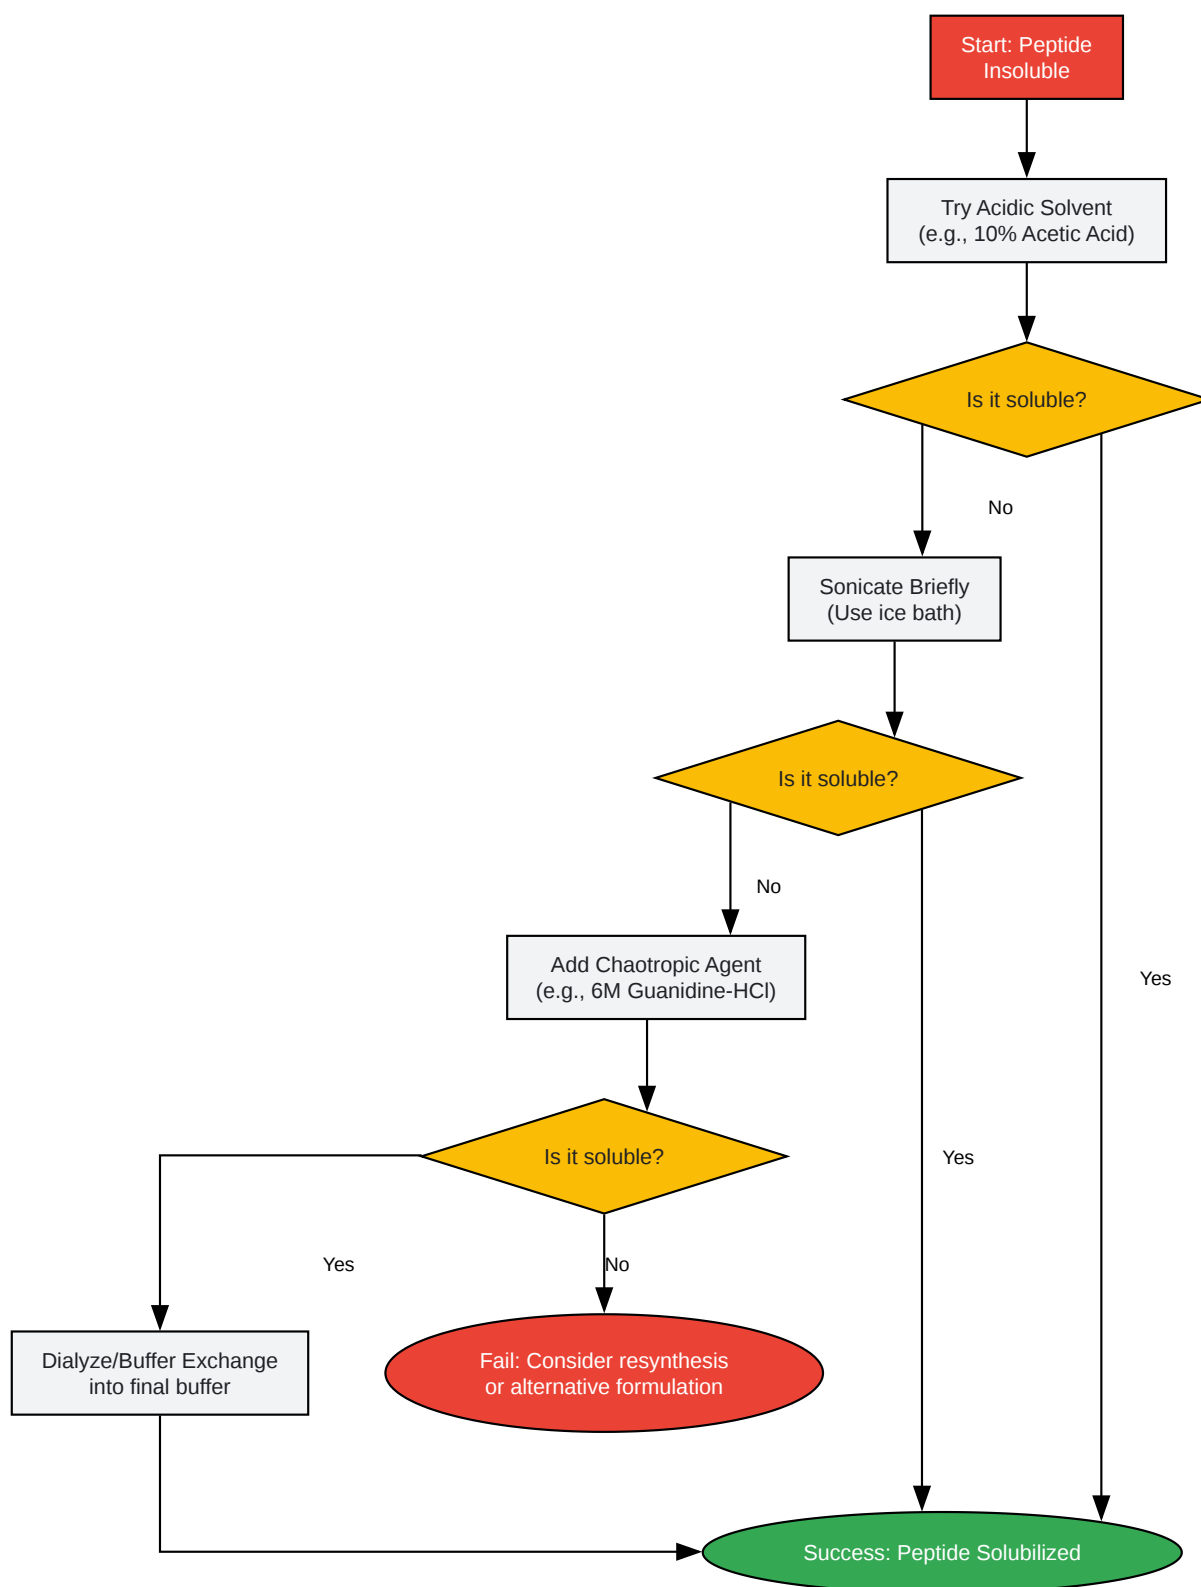 Start: Peptide
Insoluble
Try Acidic Solvent
(e.g., 10% Acetic Acid)
Is it soluble?
No
Sonicate Briefly
(Use ice bath)
Is it soluble?
No
Add Chaotropic Agent
(e.g., 6M Guanidine-HCl)
Yes
Is it soluble?
Yes
Yes
No
Dialyze/Buffer Exchange
into final buffer
Fail: Consider resynthesis
or alternative formulation
Success: Peptide Solubilized